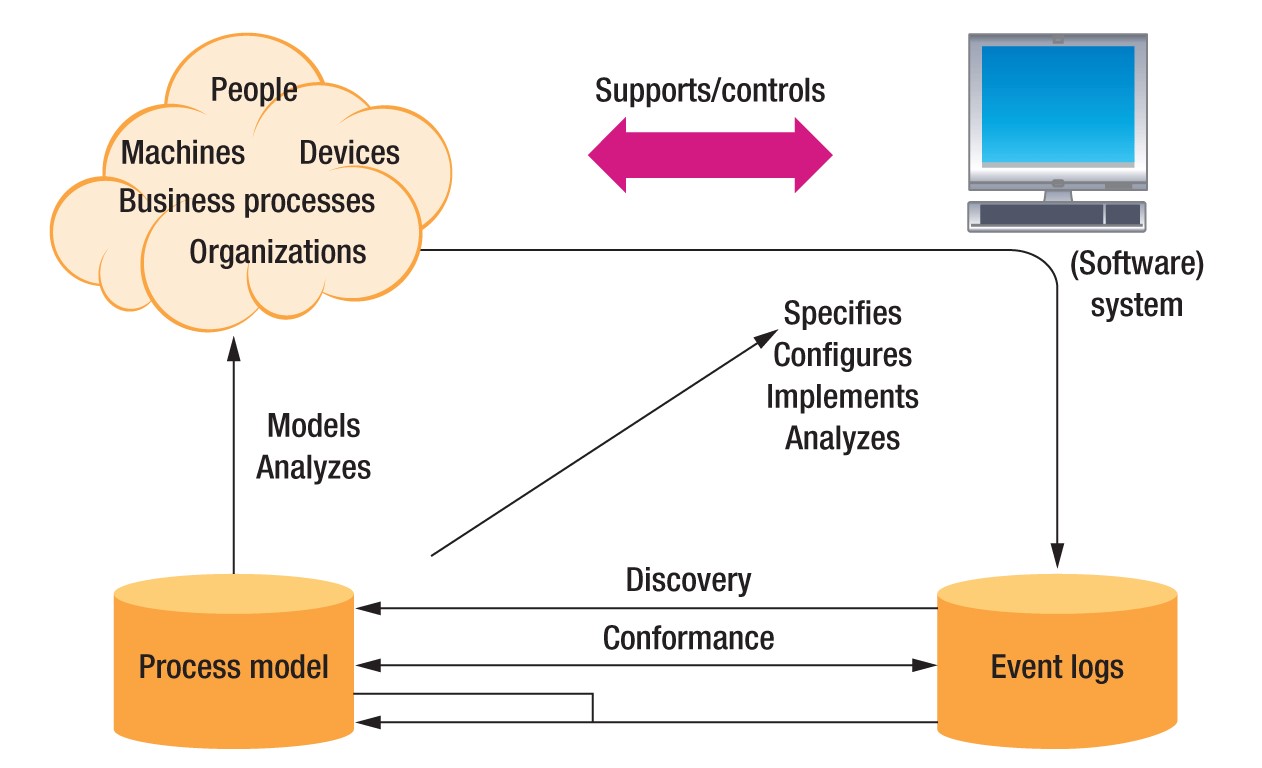 People
Machines
Devices
Business processes
Organizations
Supports/controls
(Software)
system
Specifies
Configures
Implements
Analyzes
Models
Analyzes
Discovery
Conformance
Process model
Event logs